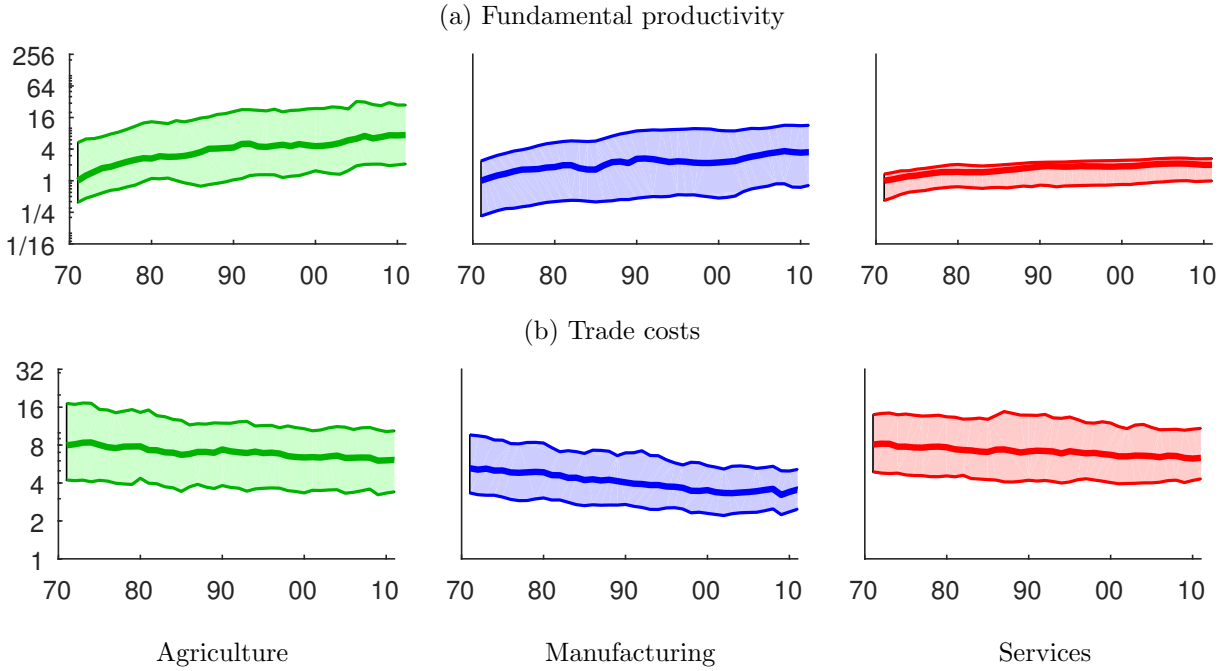 (a) Fundamental productivity
256
64
16
4
1
1/4
1/16
70 80 90 00 10
70 80 90 00 10
70 80 90 00 10
(b) Trade costs
32
16
8
4
2
1
70 80 90 00 10
70 80 90 00 10
70 80 90 00 10
Agriculture
Manufacturing
Services